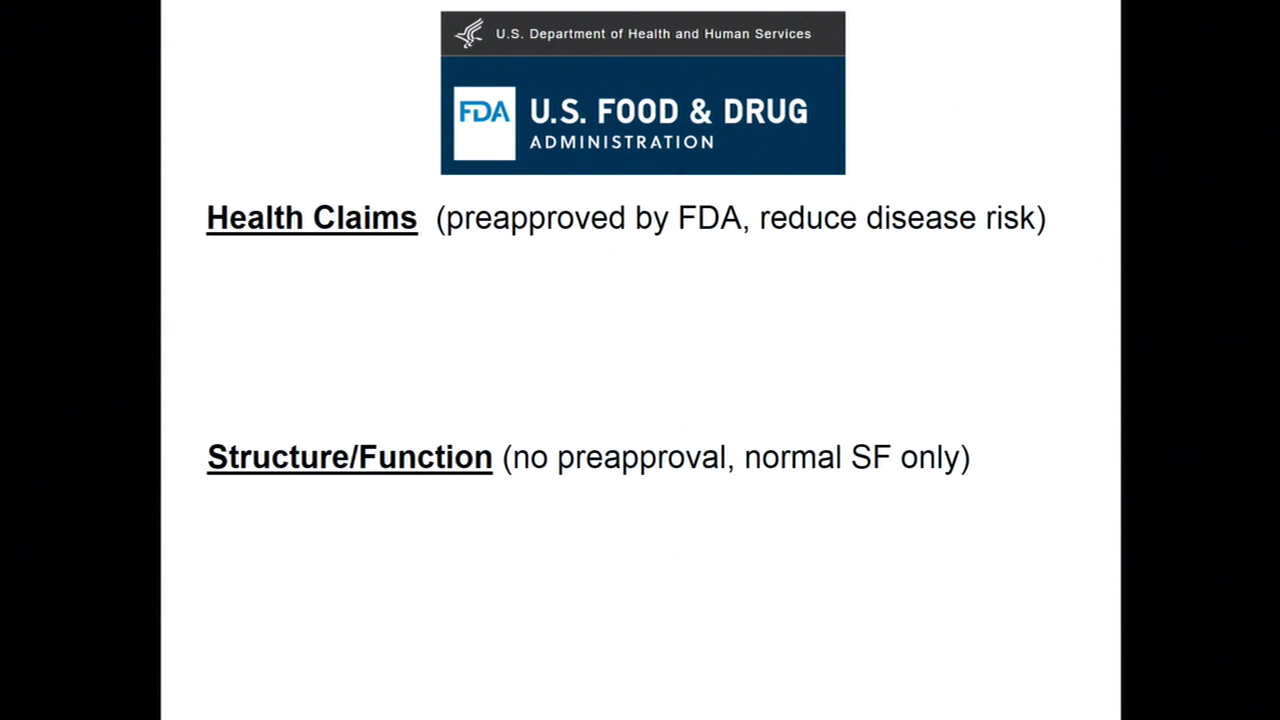 U.S. Department of Health and Human Services
FDA
U.S. FOOD & DRUG
ADMINISTRATION
Health Claims (preapproved by FDA, reduce disease risk)
Structure/Function (no preapproval, normal SF only)